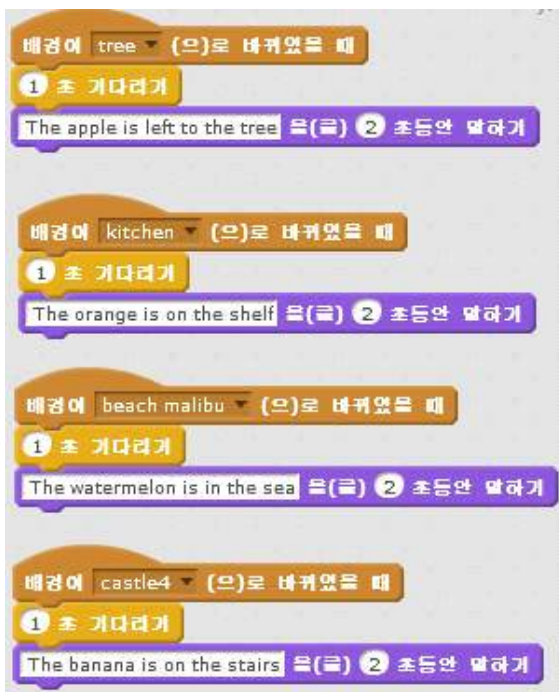 배경이 tree (으)로 바뀌었을 때
1 초 기다리기
The apple is left to the tree 을(를) 2 초동안 말하기
배경이 kitchen (으)로 바뀌었을 때
1 초 기다리기
The orange is on the shelf 을(를) 2 초동안 말하기
배경이 beach malibu (으)로 바뀌었을 때
1 초 기다리기
The watermelon is in the sea 을(를) 2 초동안 말하기
배경이 castle4 (으)로 바뀌었을 때
1 초 기다리기
The banana is on the stairs 을(를) 2 초동안 말하기